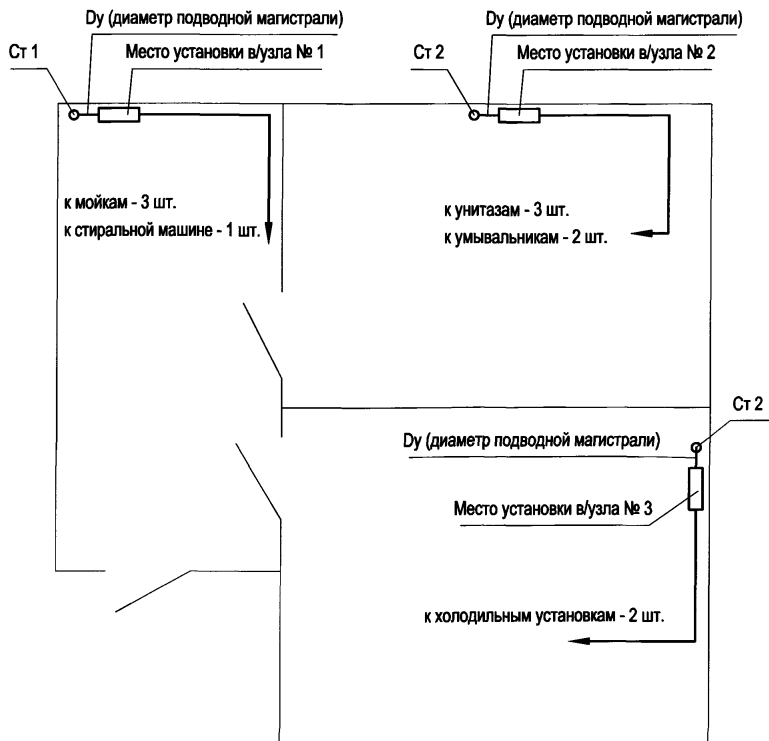 Dy (диаметр подводной магистрали)
Ст 1
Место установки в/узла № 1
Dy (диаметр подводной магистрали)
Ст 2
Место установки в/узла № 2
к мойкам - 3 шт.
к стиральной машине - 1 шт.
к унитазам - 3 шт.
к умывальникам - 2 шт.
Ст 2
Dy (диаметр подводной магистрали)
Место установки в/узла № 3
к холодильным установкам - 2 шт.